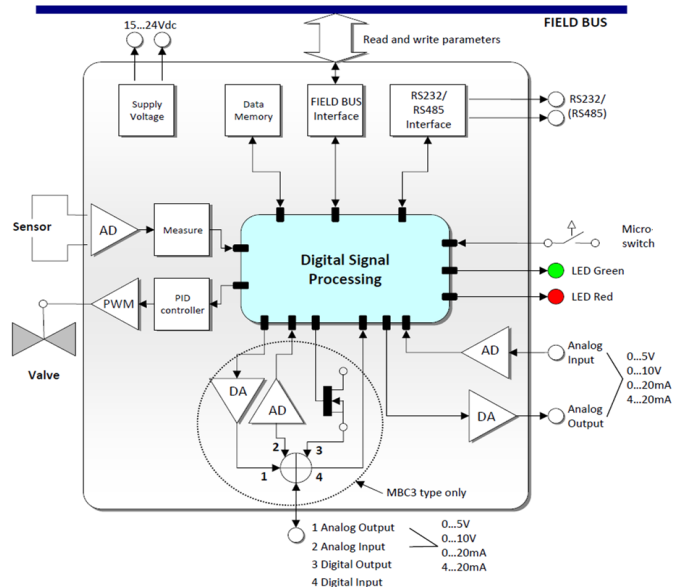 FIELD BUS
15...24Vdc
Read and write parameters
Supply
Voltage
Data
Memory
FIELD BUS
Interface
RS232/
RS485
Interface
RS232/
(RS485)
Sensor
AD
Measure
Digital Signal
Processing
Micro-
switch
LED Green
LED Red
PWM
PID
controller
Valve
DA
AD
AD
Analog
Input
0...5V
0...10V
0...20mA
4...20mA
DA
Analog
Output
2
3
1
4
MBC3 type only
1 Analog Output
2 Analog Input
3 Digital Output
4 Digital Input
0...5V
0...10V
0...20mA
4...20mA